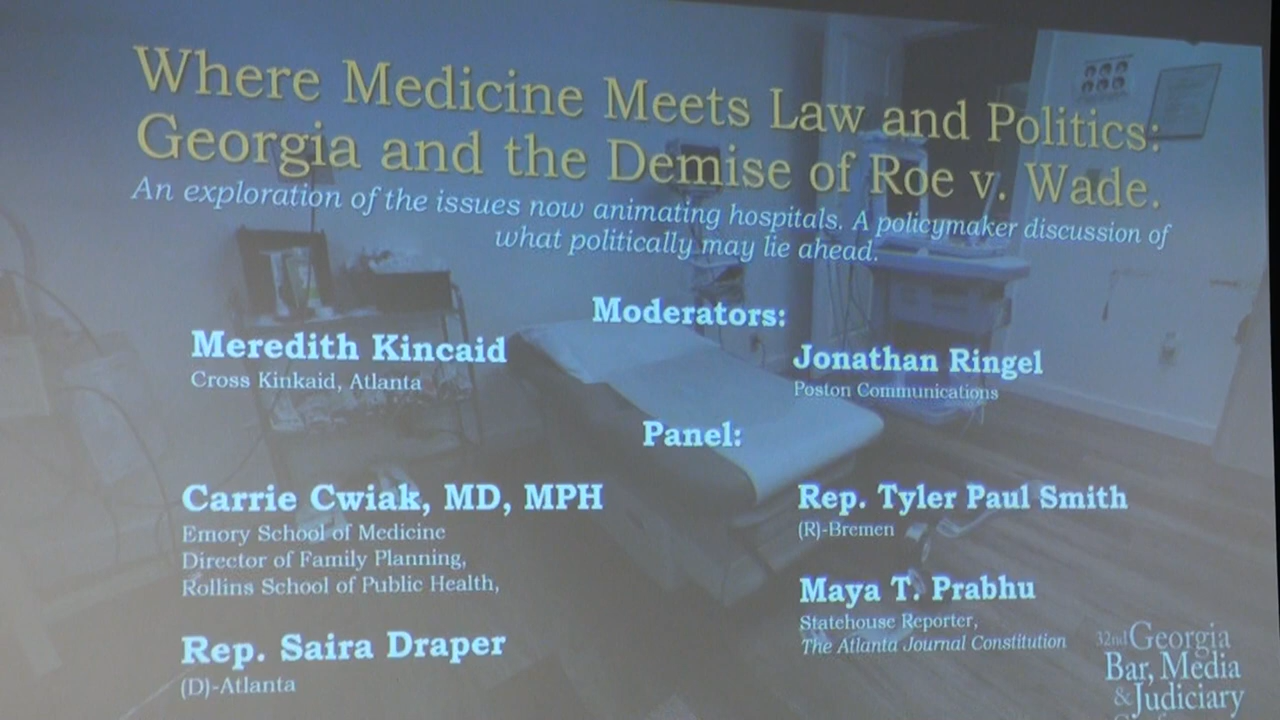 Where Medicine Meets Law and Politics:
Georgia and the Demise of Roe v. Wade.
An exploration of the issues now animating hospitals. A policymaker discussion of
what politically may lie ahead.
Moderators:
Meredith Kincaid
Cross Kinkaid, Atlanta
Jonathan Ringel
Poston Communications
Panel:
Carrie Cwiak, MD, MPH
Emory School of Medicine
Director of Family Planning,
Rollins School of Public Health,
Rep. Saira Draper
(D)-Atlanta
Rep. Tyler Paul Smith
(R)-Bremen
Maya T. Prabhu
Statehouse Reporter,
The Atlanta Journal Constitution
32nd Georgia
Bar, Media
& Judiciary